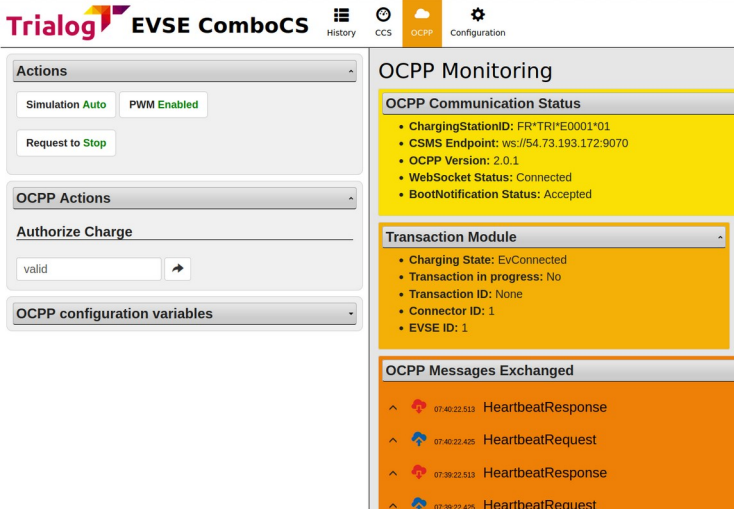 Trialog EVSE ComboCS
History
CCS
OCPP
Configuration
Actions
Simulation Auto
PWM Enabled
Request to Stop
OCPP Actions
Authorize Charge
valid
OCPP configuration variables
OCPP Monitoring
OCPP Communication Status
ChargingStationID: FR*TRI*E0001*01
CSMS Endpoint: ws://54.73.193.172:9070
OCPP Version: 2.0.1
WebSocket Status: Connected
BootNotification Status: Accepted
Transaction Module
Charging State: EvConnected
Transaction in progress: No
Transaction ID: None
Connector ID: 1
EVSE ID: 1
OCPP Messages Exchanged
07:40:22.513 HeartbeatResponse
07:40:22.425 HeartbeatRequest
07:39:22.513 HeartbeatResponse
07:39:22.425 HeartbeatRequest